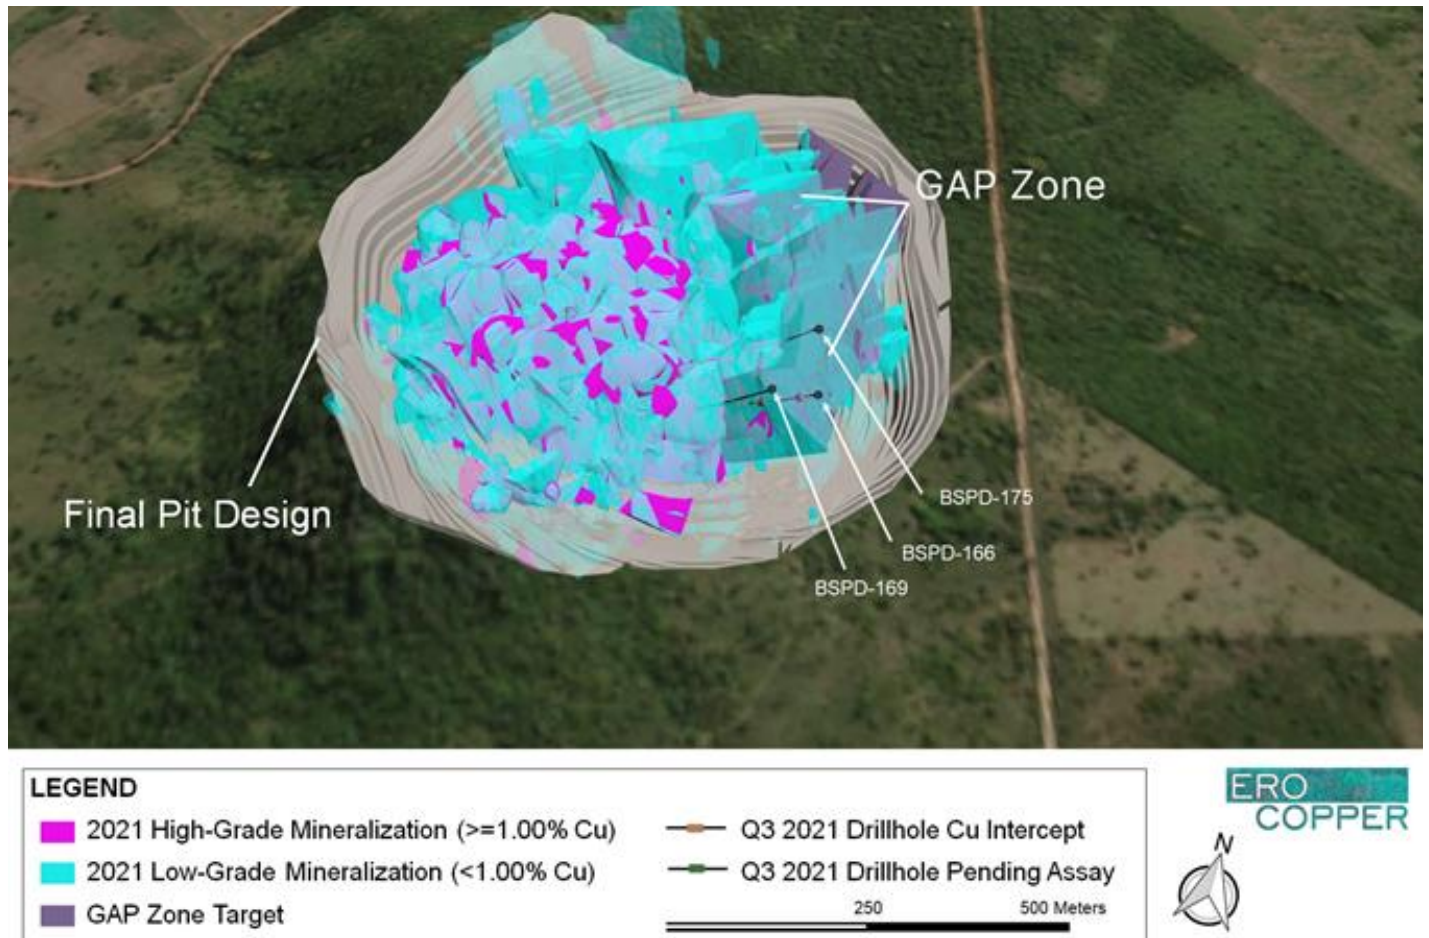 GAP Zone
Final Pit Design
BSPD-175
BSPD-166
BSPD-169
LEGEND
2021 High-Grade Mineralization (>=1.00% Cu)
2021 Low-Grade Mineralization (<1.00% Cu)
GAP Zone Target
Q3 2021 Drillhole Cu Intercept
Q3 2021 Drillhole Pending Assay
250 500 Meters
ERO
COPPER
N